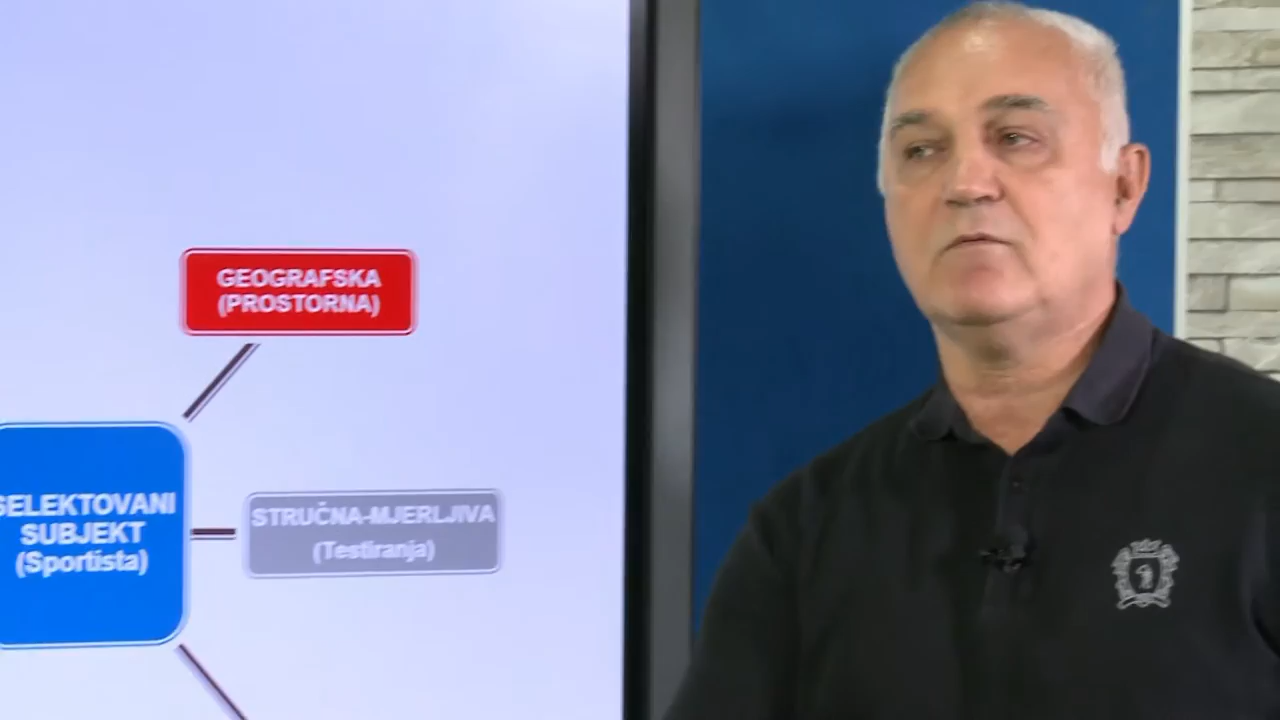 GEOGRAFSKA
(PROSTORNA)
SELEKTOVANI
SUBJEKT
(Sportista)
STRUČNA-MJERLJIVA
(Testiranja)